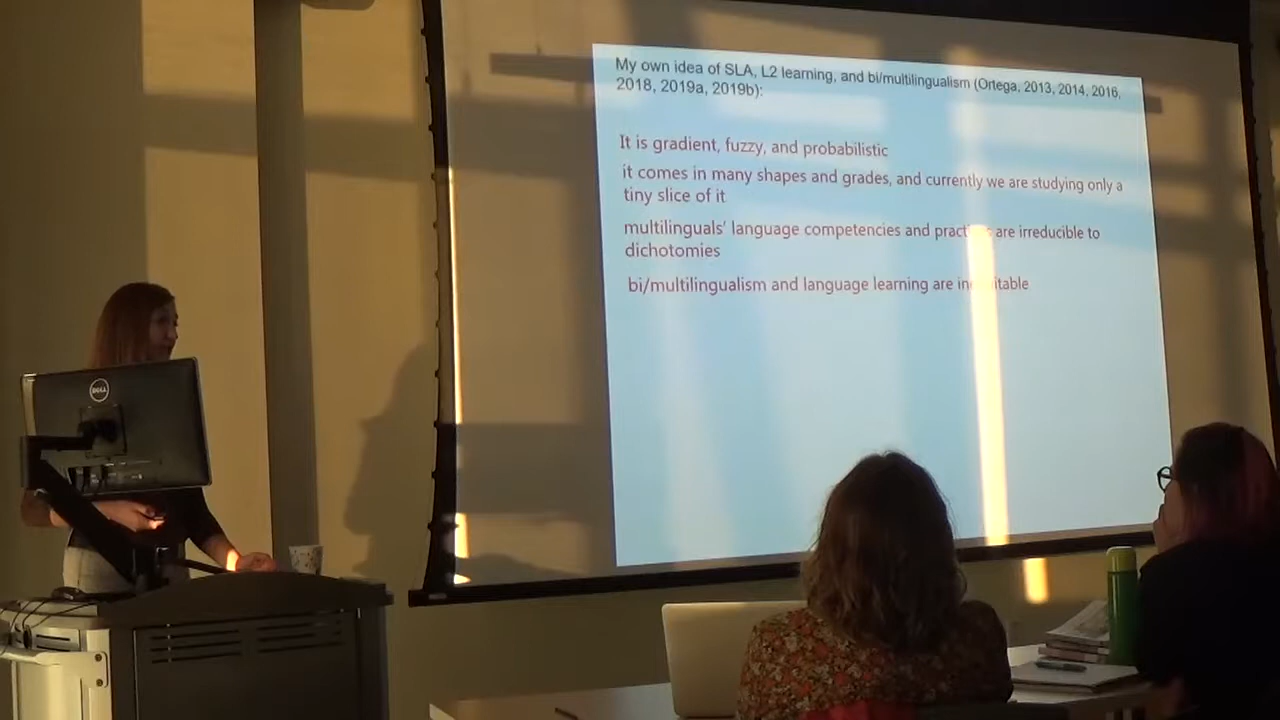 My own idea of SLA, L2 learning, and bi/multilingualism (Ortega, 2013, 2014, 2016,
2018, 2019a, 2019b):
It is gradient, fuzzy, and probabilistic
it comes in many shapes and grades, and currently we are studying only a
tiny slice of it
multilinguals' language competencies and are irreducible to
dichotomies
bi/multilingualism and language learning are
DELL